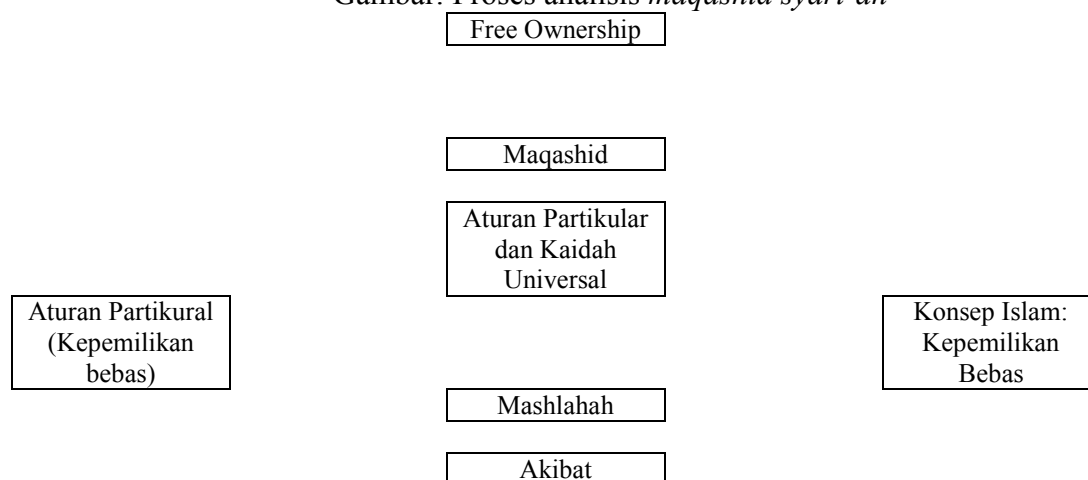 Gambar: Proses analisis maqashid syari'ah
Free Ownership
Maqashid
Aturan Partikular
dan Kaidah
Universal
Aturan Partikural
(Kepemilikan
bebas)
Konsep Islam:
Kepemilikan
Bebas
Mashlahah
Akibat